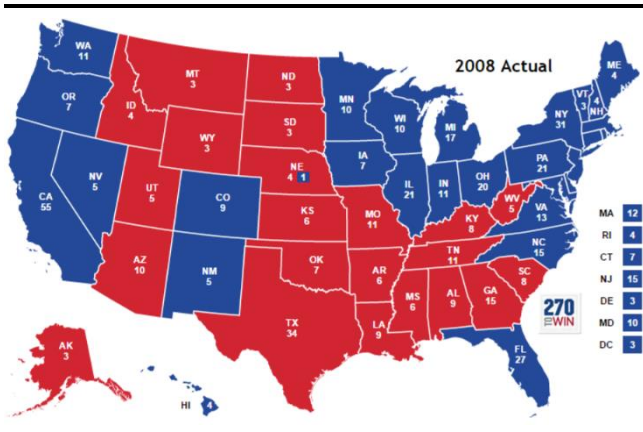 2008 Actual
WA
11
OR
7
CA
55
NV
5
ID
4
MT
3
WY
3
UT
5
AZ
10
CO
9
NM
5
ND
3
SD
3
NE
4 1
KS
6
OK
7
TX
34
MN
10
IA
7
MO
11
AR
6
LA
9
WI
10
IL
21
MI
17
IN
11
OH
20
KY
8
TN
11
MS
6
AL
9
GA
15
FL
27
SC
8
NC
15
VA
13
WV
5
PA
21
NY
31
VT
3
4
NH
ME
4
AK
3
HI 4
MA 12
RI 4
CT 7
NJ 15
DE 3
MD 10
DC 3
270
TO WIN